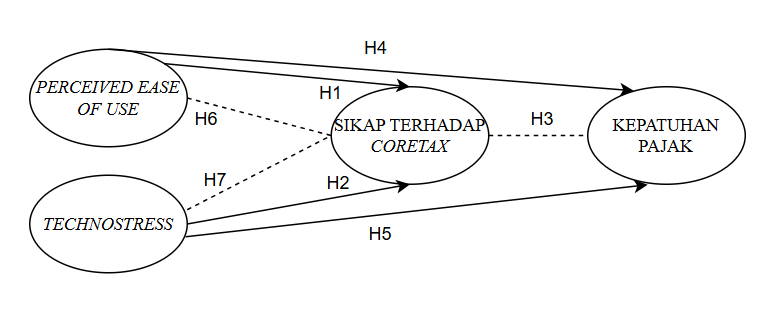 H4
PERCEIVED EASE
OF USE
H1
H6
SIKAP TERHADAP
CORETAX
H3
KEPATUHAN
PAJAK
H7
H2
TECHNOSTRESS
H5